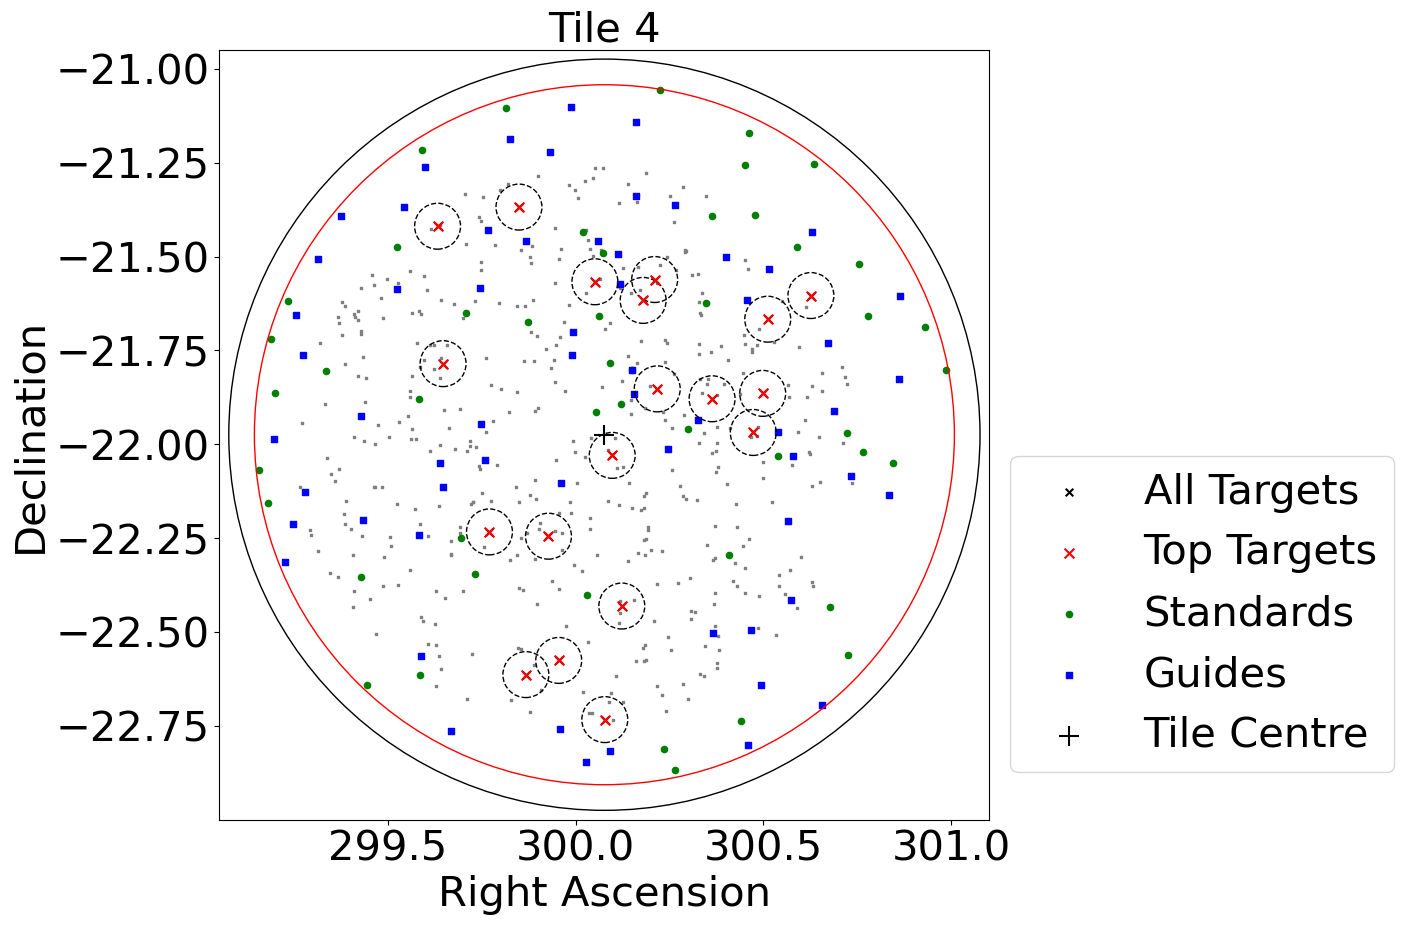 Tile 4
Declination
−21.00
−21.25
−21.50
−21.75
−22.00
−22.25
−22.50
−22.75
299.5 300.0 300.5 301.0
Right Ascension
All Targets
Top Targets
Standards
Guides
Tile Centre